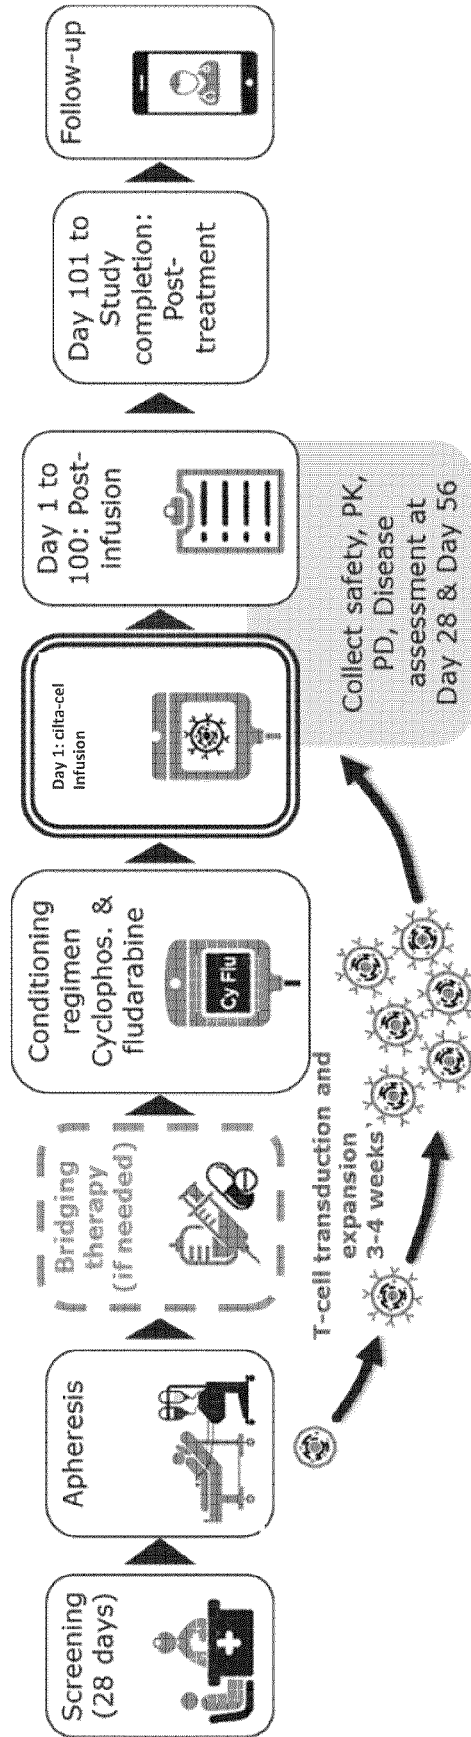 Screening
(28 days)
Apheresis
Bridging
therapy
(if needed)
Conditioning
regimen
Cyclophos. &
fludarabine
Cy Flu
Day 1: cilta-cel
Infusion
Day 1 to
100: Post-
infusion
Day 101 to
Study
completion:
Post-
treatment
Follow-up
T-cell transduction and
expansion
3-4 weeks`
Collect safety, PK,
PD, Disease
assessment at
Day 28 & Day 56